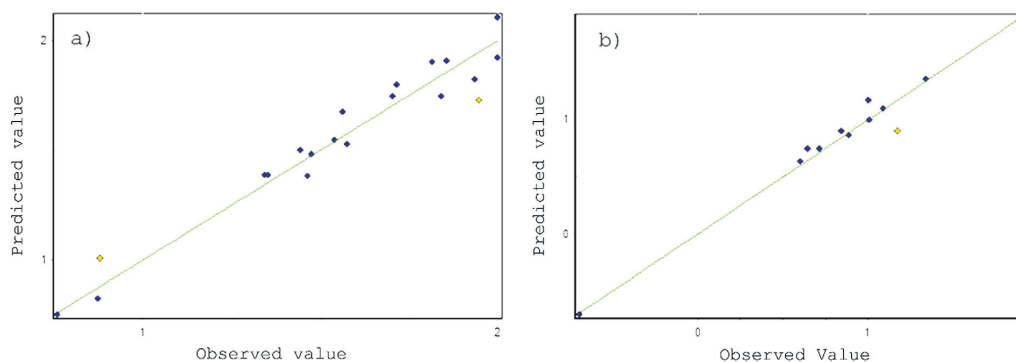 a)
2
1
Predicted value
1
2
Observed value
b)
1
0
Predicted value
0
1
Observed Value